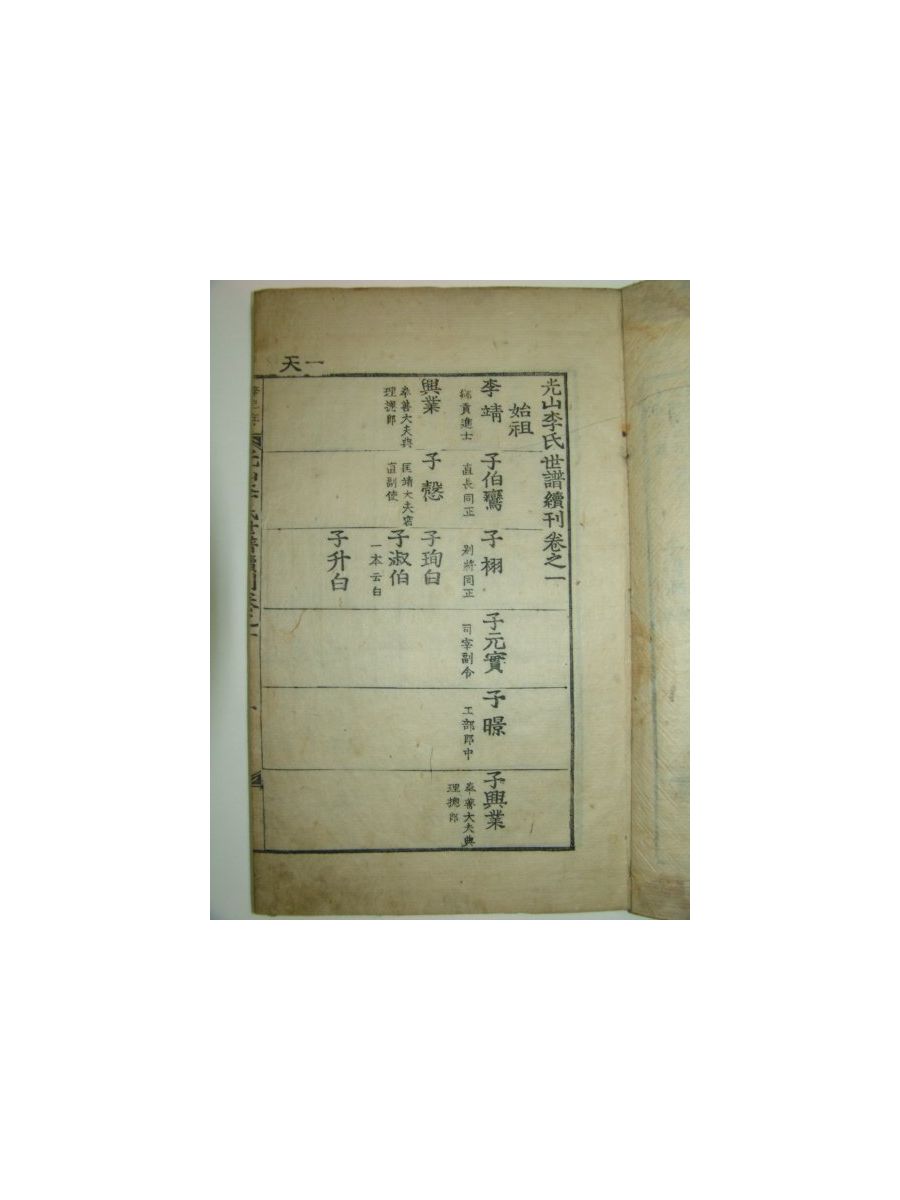 一天
光山李氏世譜續刊卷之一
始祖
李靖
鄕貢進士
子伯鸞
直長同正
子栩
別將同正
子元實
司宰副令
子暻
工部郎中
子興業
奉善大夫典
理摠郎
興業
奉善大夫典
理摠郎
子慤
匡靖大夫密
直副使
子珣白
子淑伯
一本云白
子升白